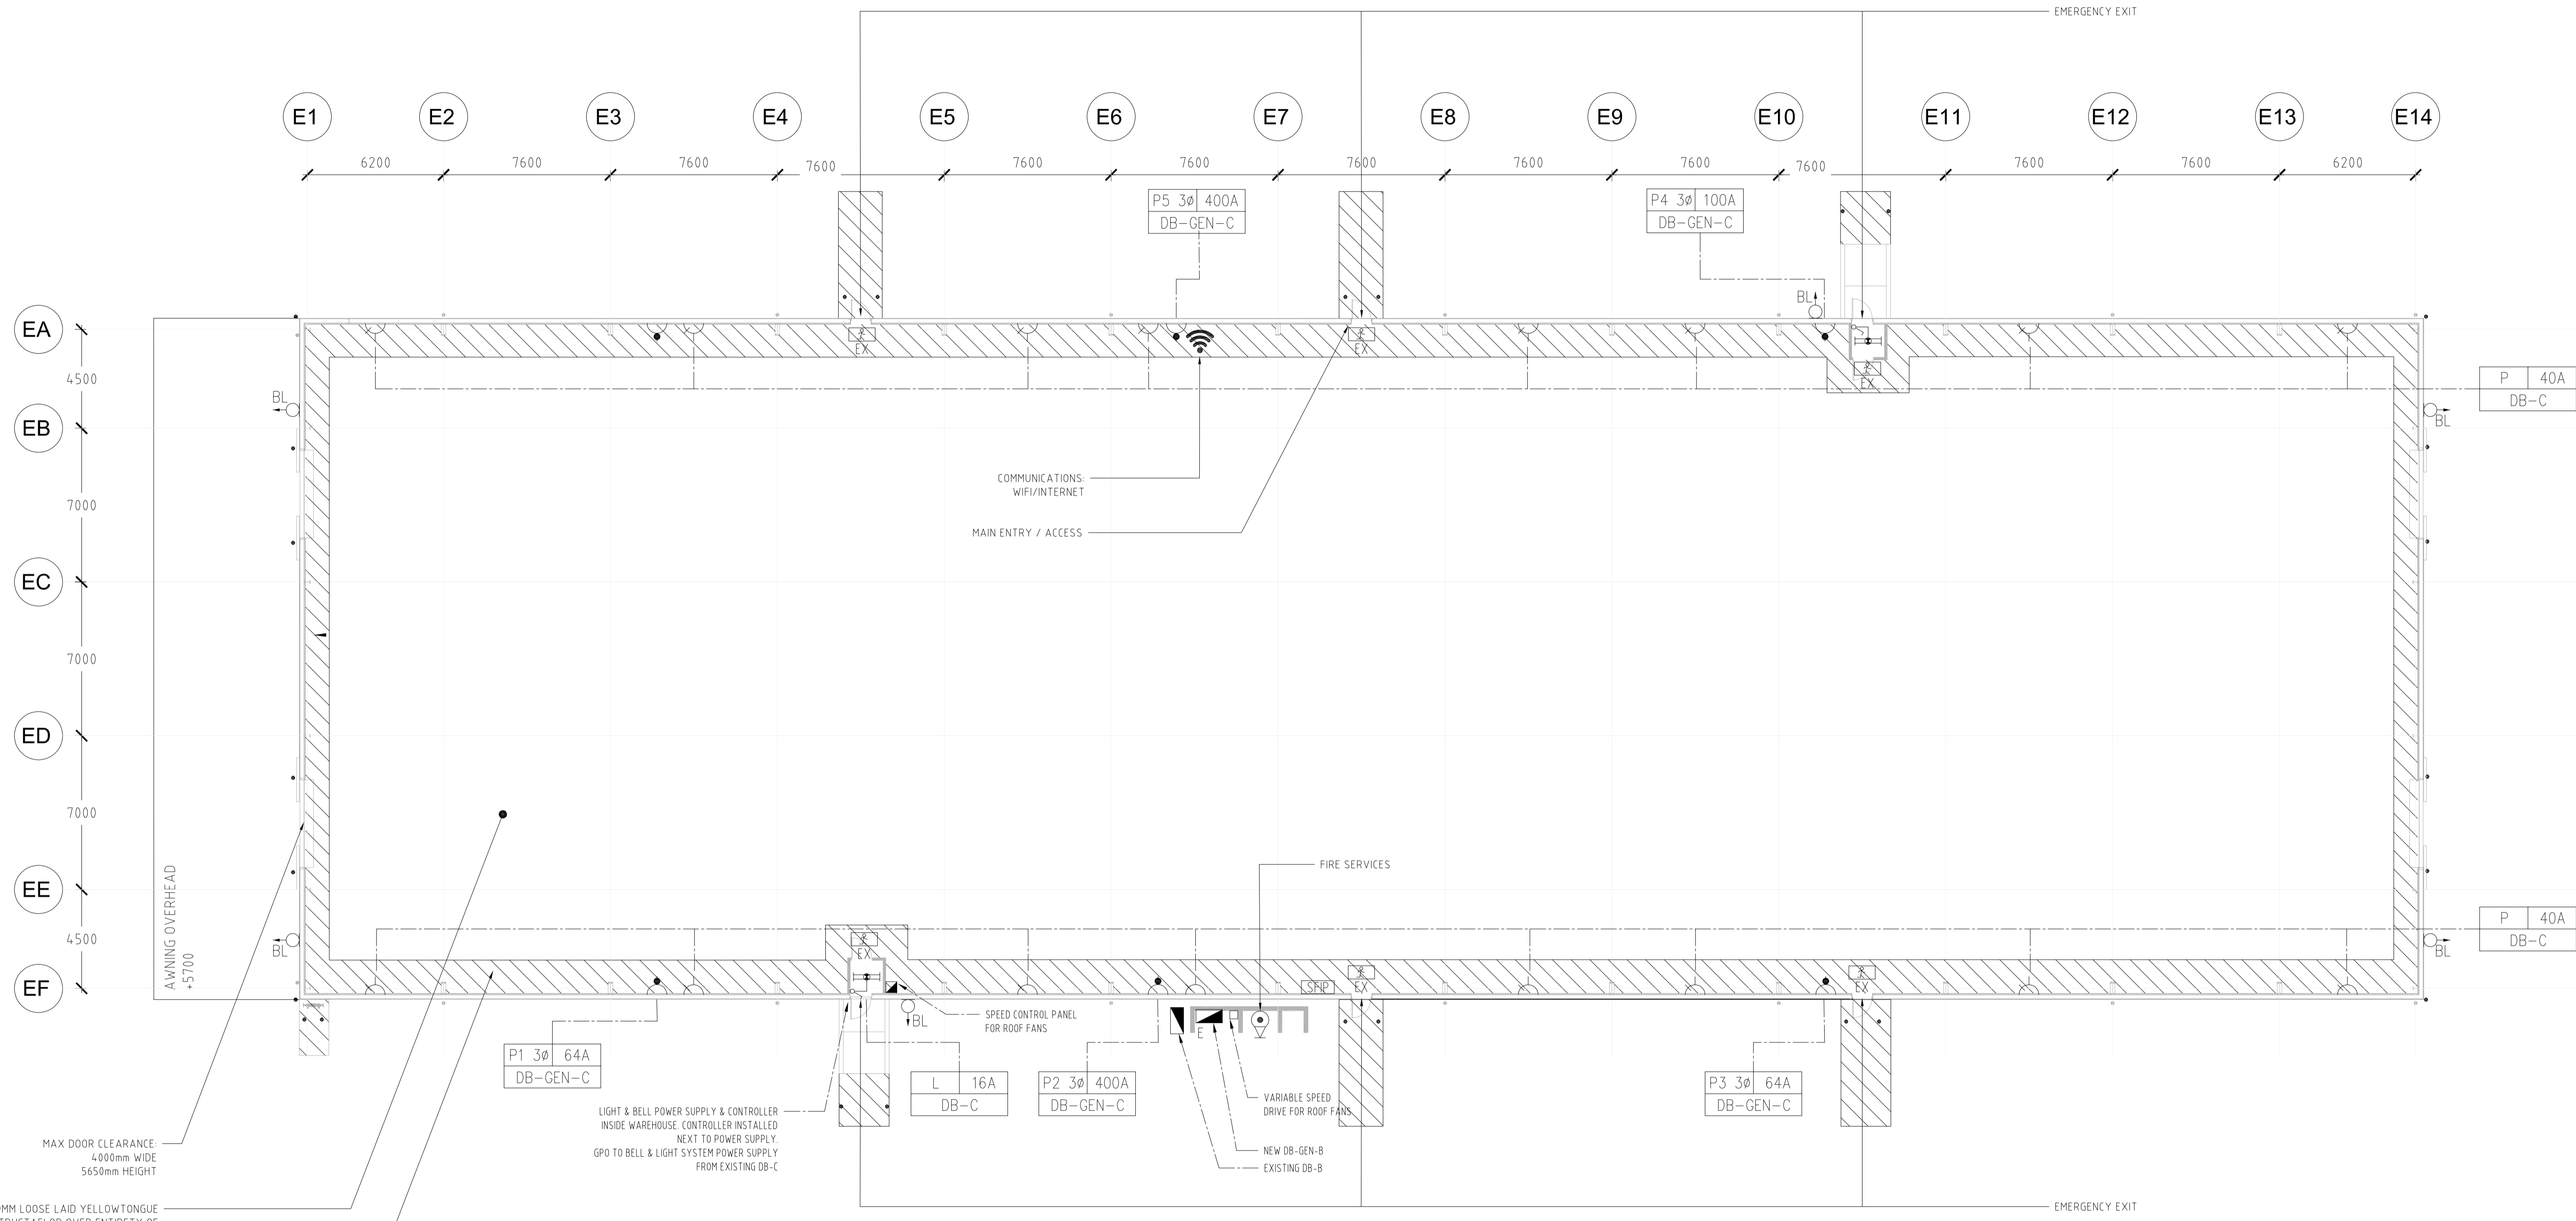 EMERGENCY EXIT
E1 E2 E3 E4 E5 E6 E7 E8 E9 E10 E11 E12 E13 E14
6200 7600 7600 7600 7600 7600 7600 7600 7600 7600 7600 7600 6200
P5 3ø 400A
DB-GEN-C
P4 3ø 100A
DB-GEN-C
BL
EA
EX EX
EX
4500
P 40A
DB-C
BL
BL
EB
COMMUNICATIONS:
WIFI/INTERNET
7000
MAIN ENTRY / ACCESS
EC
7000
ED
7000
FIRE SERVICES
EE
AWNING OVERHEAD
+5700
P 40A
DB-C
4500
BL
EX
BL
EF
SFIP
EX EX
BL
SPEED CONTROL PANEL
FOR ROOF FANS
E
P1 3ø 64A
DB-GEN-C
L 16A
DB-C
P2 3ø 400A
DB-GEN-C
P3 3ø 64A
DB-GEN-C
VARIABLE SPEED
DRIVE FOR ROOF FANS
LIGHT & BELL POWER SUPPLY & CONTROLLER
INSIDE WAREHOUSE. CONTROLLER INSTALLED
NEXT TO POWER SUPPLY.
GPO TO BELL & LIGHT SYSTEM POWER SUPPLY
FROM EXISTING DB-C
NEW DB-GEN-B
EXISTING DB-B
MAX DOOR CLEARANCE:
4000mm WIDE
5650mm HEIGHT
MM LOOSE LAID YELLOWTONGUE
OVER ENTIRETY OF
EMERGENCY EXIT